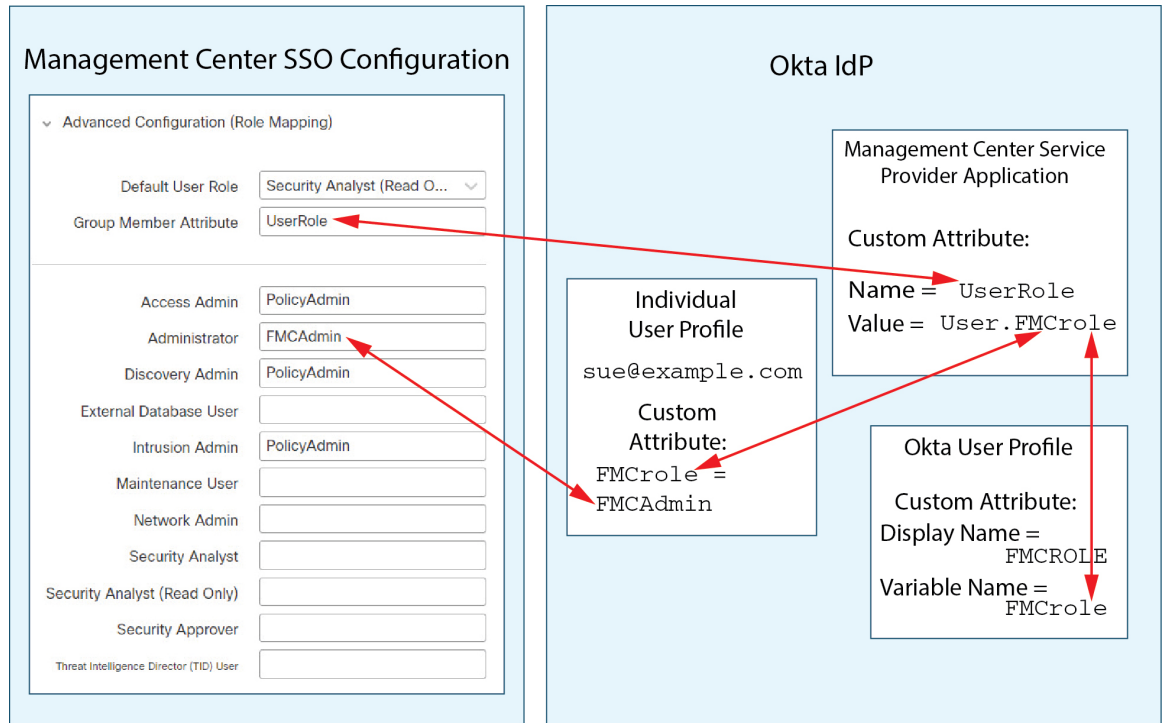 Management Center SSO Configuration
Advanced Configuration (Role Mapping)
Default User Role Security Analyst (Read O...
Group Member Attribute UserRole
Access Admin PolicyAdmin
Administrator FMCAdmin
Discovery Admin PolicyAdmin
External Database User
Intrusion Admin PolicyAdmin
Maintenance User
Network Admin
Security Analyst
Security Analyst (Read Only)
Security Approver
Threat Intelligence Director (TID) User
Okta IdP
Management Center Service
Provider Application
Custom Attribute:
Name = UserRole
Value = User.FMCrole
Individual
User Profile
sue@example.com
Custom
Attribute:
FMCrole =
FMCAdmin
Okta User Profile
Custom Attribute:
Display Name =
FMCROLE
Variable Name =
FMCrole